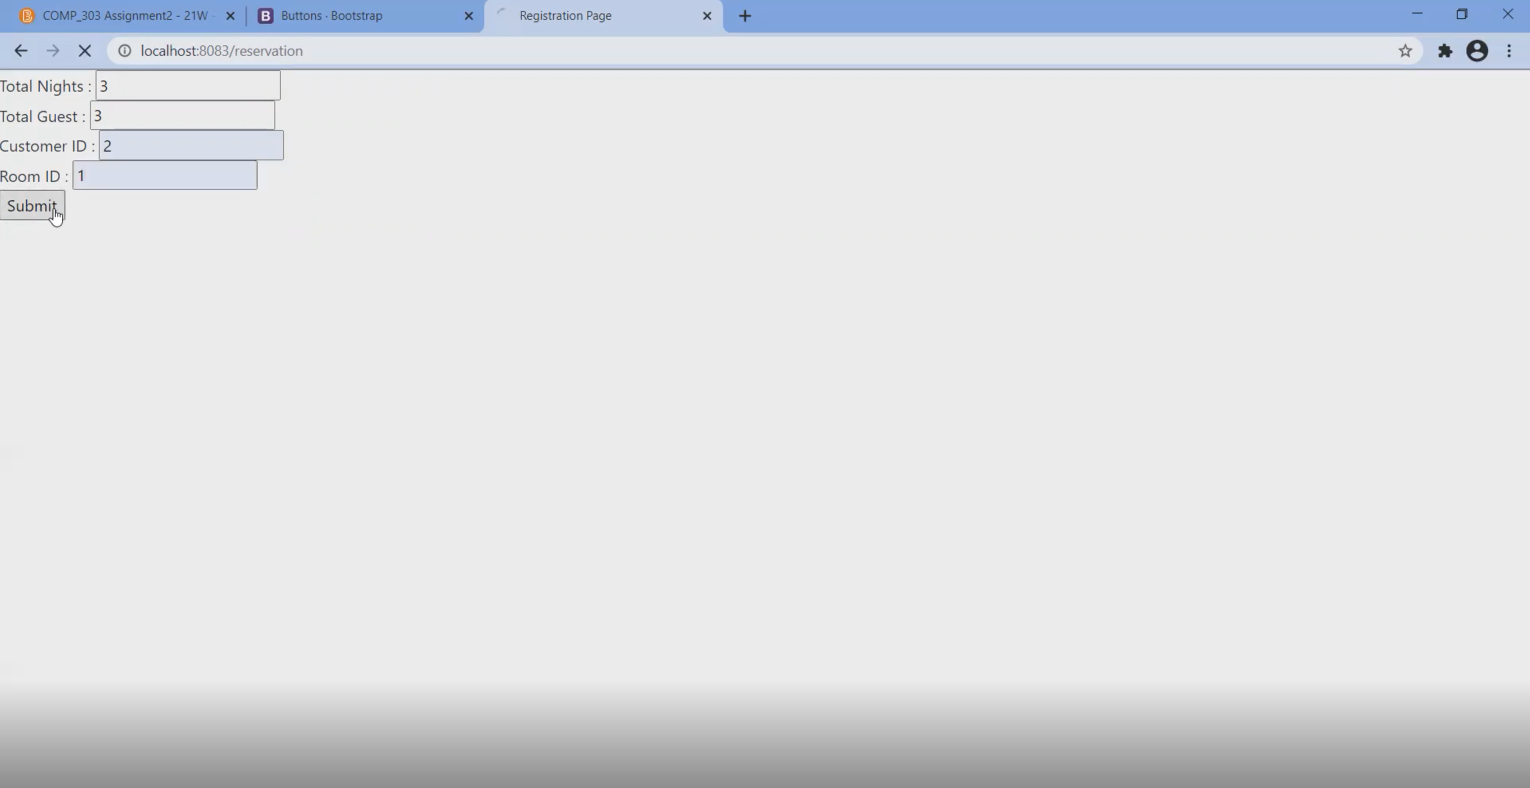 COMP_303 Assignment2 - 21W
Buttons · Bootstrap
Registration Page
localhost:8083/reservation
Total Nights : 3
Total Guest : 3
Customer ID : 2
Room ID : 1
Submit